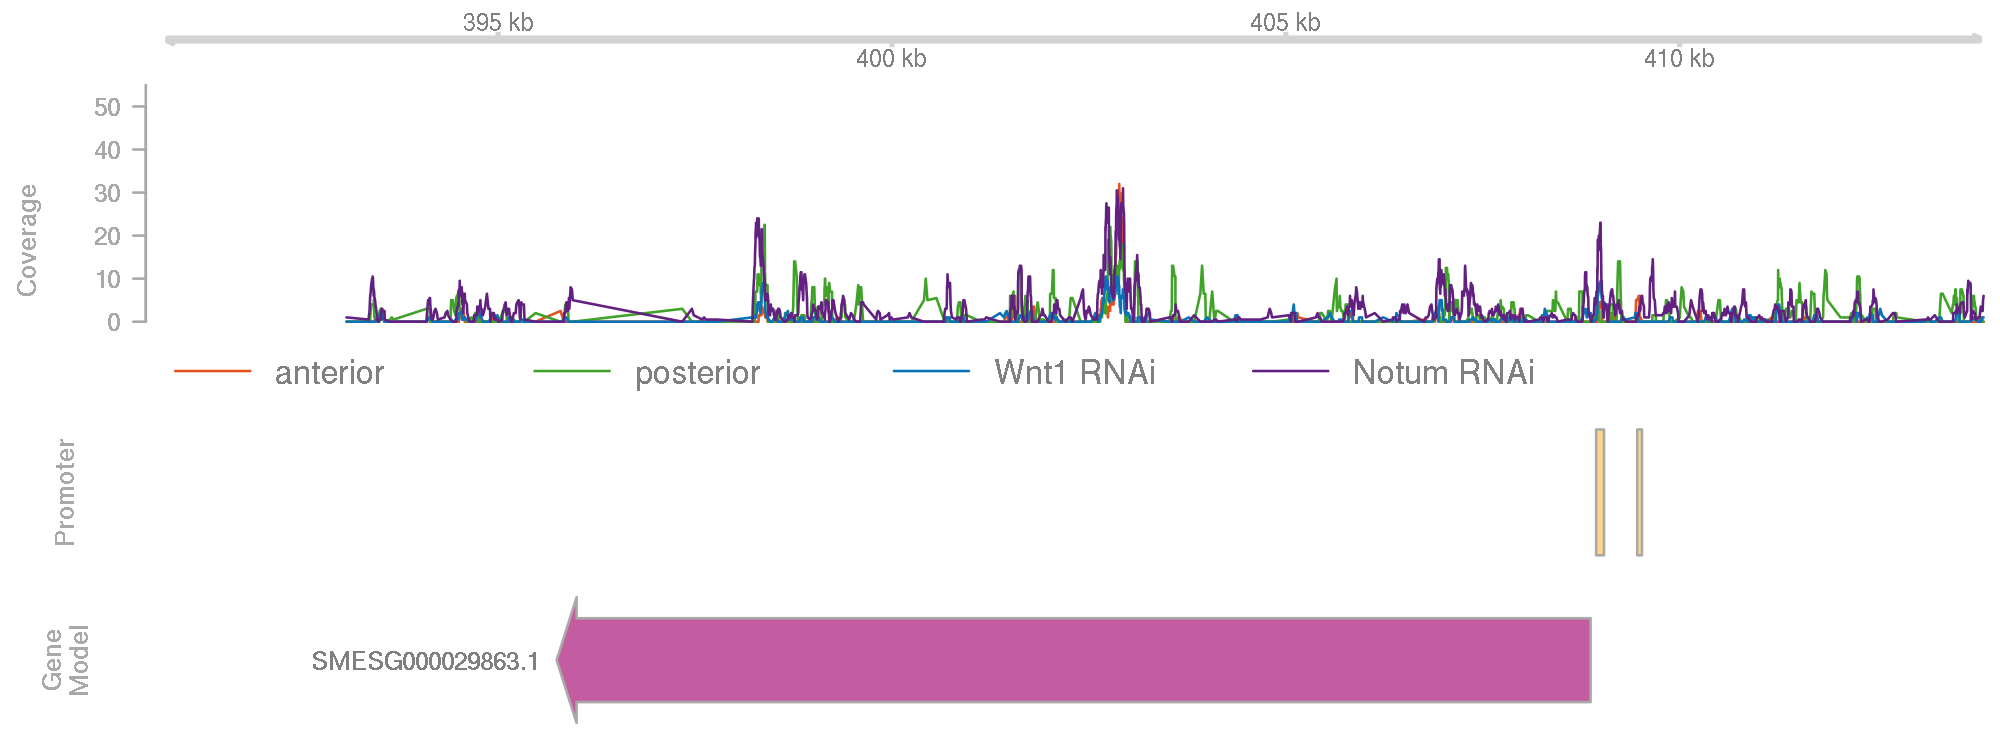 395 kb
405 kb
400 kb
410 kb
Coverage
50
40
30
20
10
0
anterior
posterior
Wnt1 RNAi
Notum RNAi
Promoter
Gene
Model
SMESG000029863.1